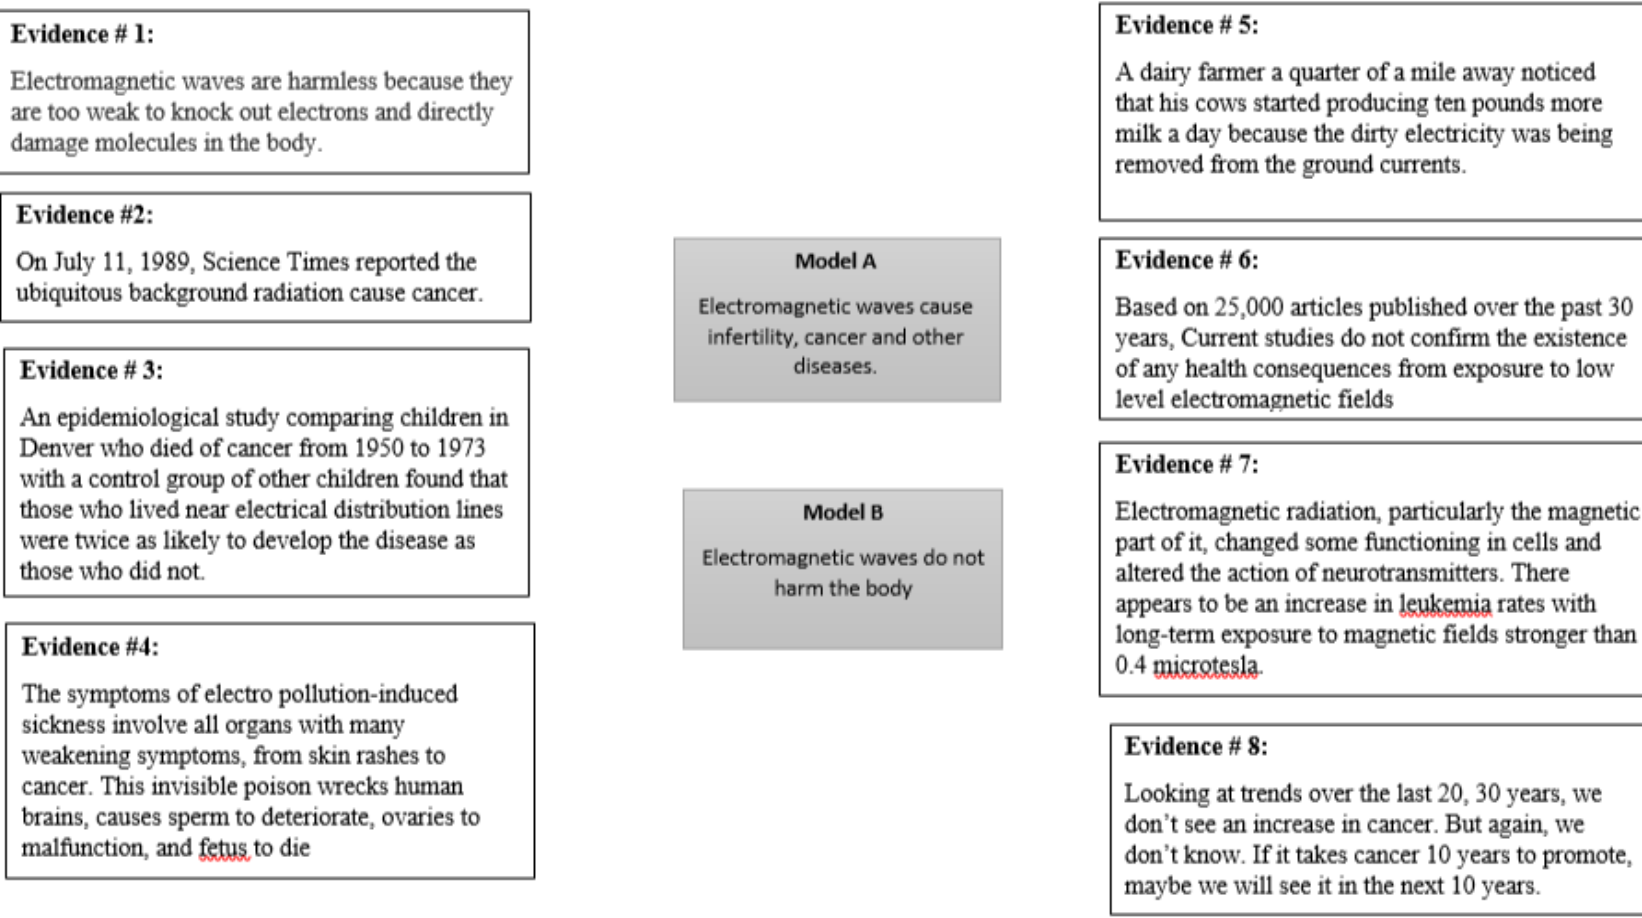 Evidence # 1:
Electromagnetic waves are harmless because they
are too weak to knock out electrons and directly
damage molecules in the body.
Evidence #2:
On July 11, 1989, Science Times reported the
ubiquitous background radiation cause cancer.
Evidence # 3:
An epidemiological study comparing children in
Denver who died of cancer from 1950 to 1973
with a control group of other children found that
those who lived near electrical distribution lines
were twice as likely to develop the disease as
those who did not.
Evidence #4:
The symptoms of electro pollution-induced
sickness involve all organs with many
weakening symptoms, from skin rashes to
cancer. This invisible poison wrecks human
brains, causes sperm to deteriorate, ovaries to
malfunction, and fetus to die
Model A
Electromagnetic waves cause
infertility, cancer and other
diseases.
Model B
Electromagnetic waves do not
harm the body
Evidence # 5:
A dairy farmer a quarter of a mile away noticed
that his cows started producing ten pounds more
milk a day because the dirty electricity was being
removed from the ground currents.
Evidence # 6:
Based on 25,000 articles published over the past 30
years, Current studies do not confirm the existence
of any health consequences from exposure to low
level electromagnetic fields
Evidence # 7:
Electromagnetic radiation, particularly the magnetic
part of it, changed some functioning in cells and
altered the action of neurotransmitters. There
appears to be an increase in leukemia rates with
long-term exposure to magnetic fields stronger than
0.4 microtesla.
Evidence # 8:
Looking at trends over the last 20, 30 years, we
don't see an increase in cancer. But again, we
don't know. If it takes cancer 10 years to promote,
maybe we will see it in the next 10 years.